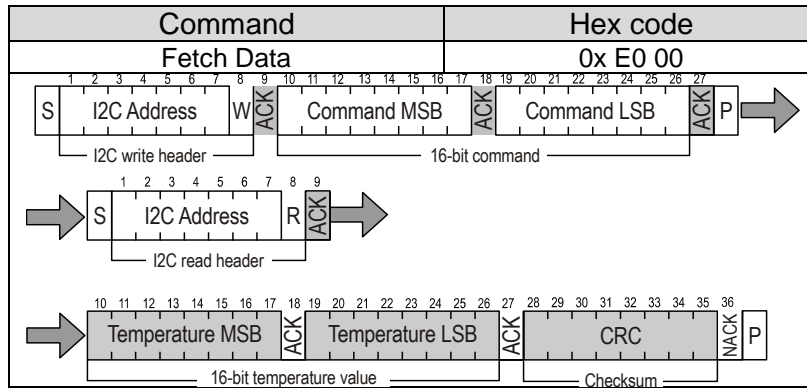 Command Hex code
Fetch Data 0x E0 00
1 2 3 4 5 6 7 8 9 10 11 12 13 14 15 16 17 18 19 20 21 22 23 24 25 26 27
S I2C Address W ACK Command MSB ACK Command LSB ACK P
I2C write header 16-bit command
1 2 3 4 5 6 7 8 9
S I2C Address R ACK
I2C read header
10 11 12 13 14 15 16 17 18 19 20 21 22 23 24 25 26 27 28 29 30 31 32 33 34 35 36
Temperature MSB ACK Temperature LSB ACK CRC NACK P
16-bit temperature value Checksum